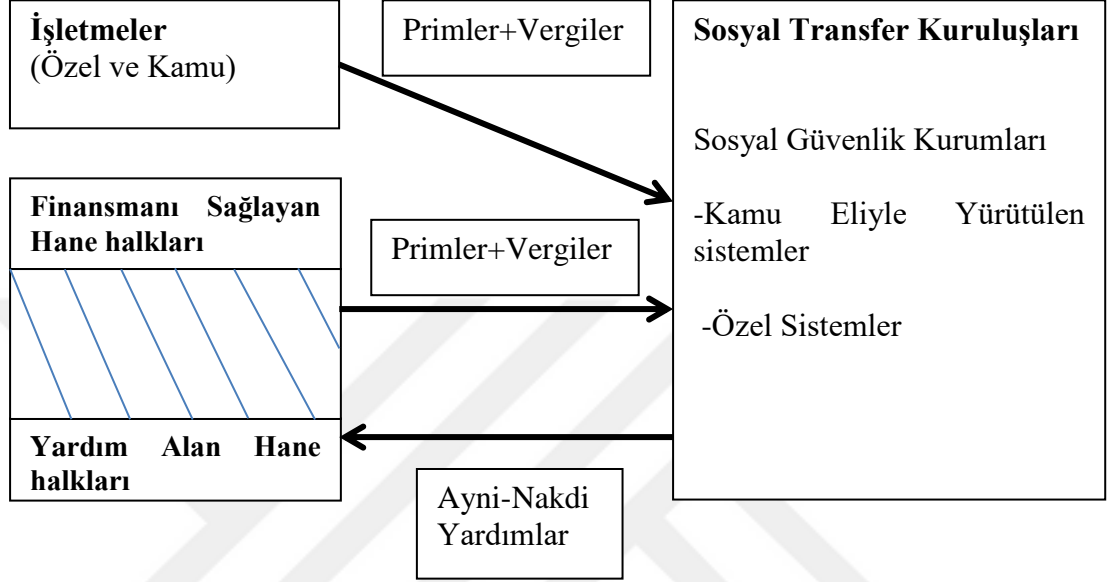 İşletmeler
(Özel ve Kamu)
Primler+Vergiler
Sosyal Transfer Kuruluşları
Sosyal Güvenlik Kurumları
-Kamu Eliyle Yürütülen
sistemler
-Özel Sistemler
Finansmanı Sağlayan
Hane halkları
Primler+Vergiler
Yardım Alan Hane
halkları
Ayni-Nakdi
Yardımlar